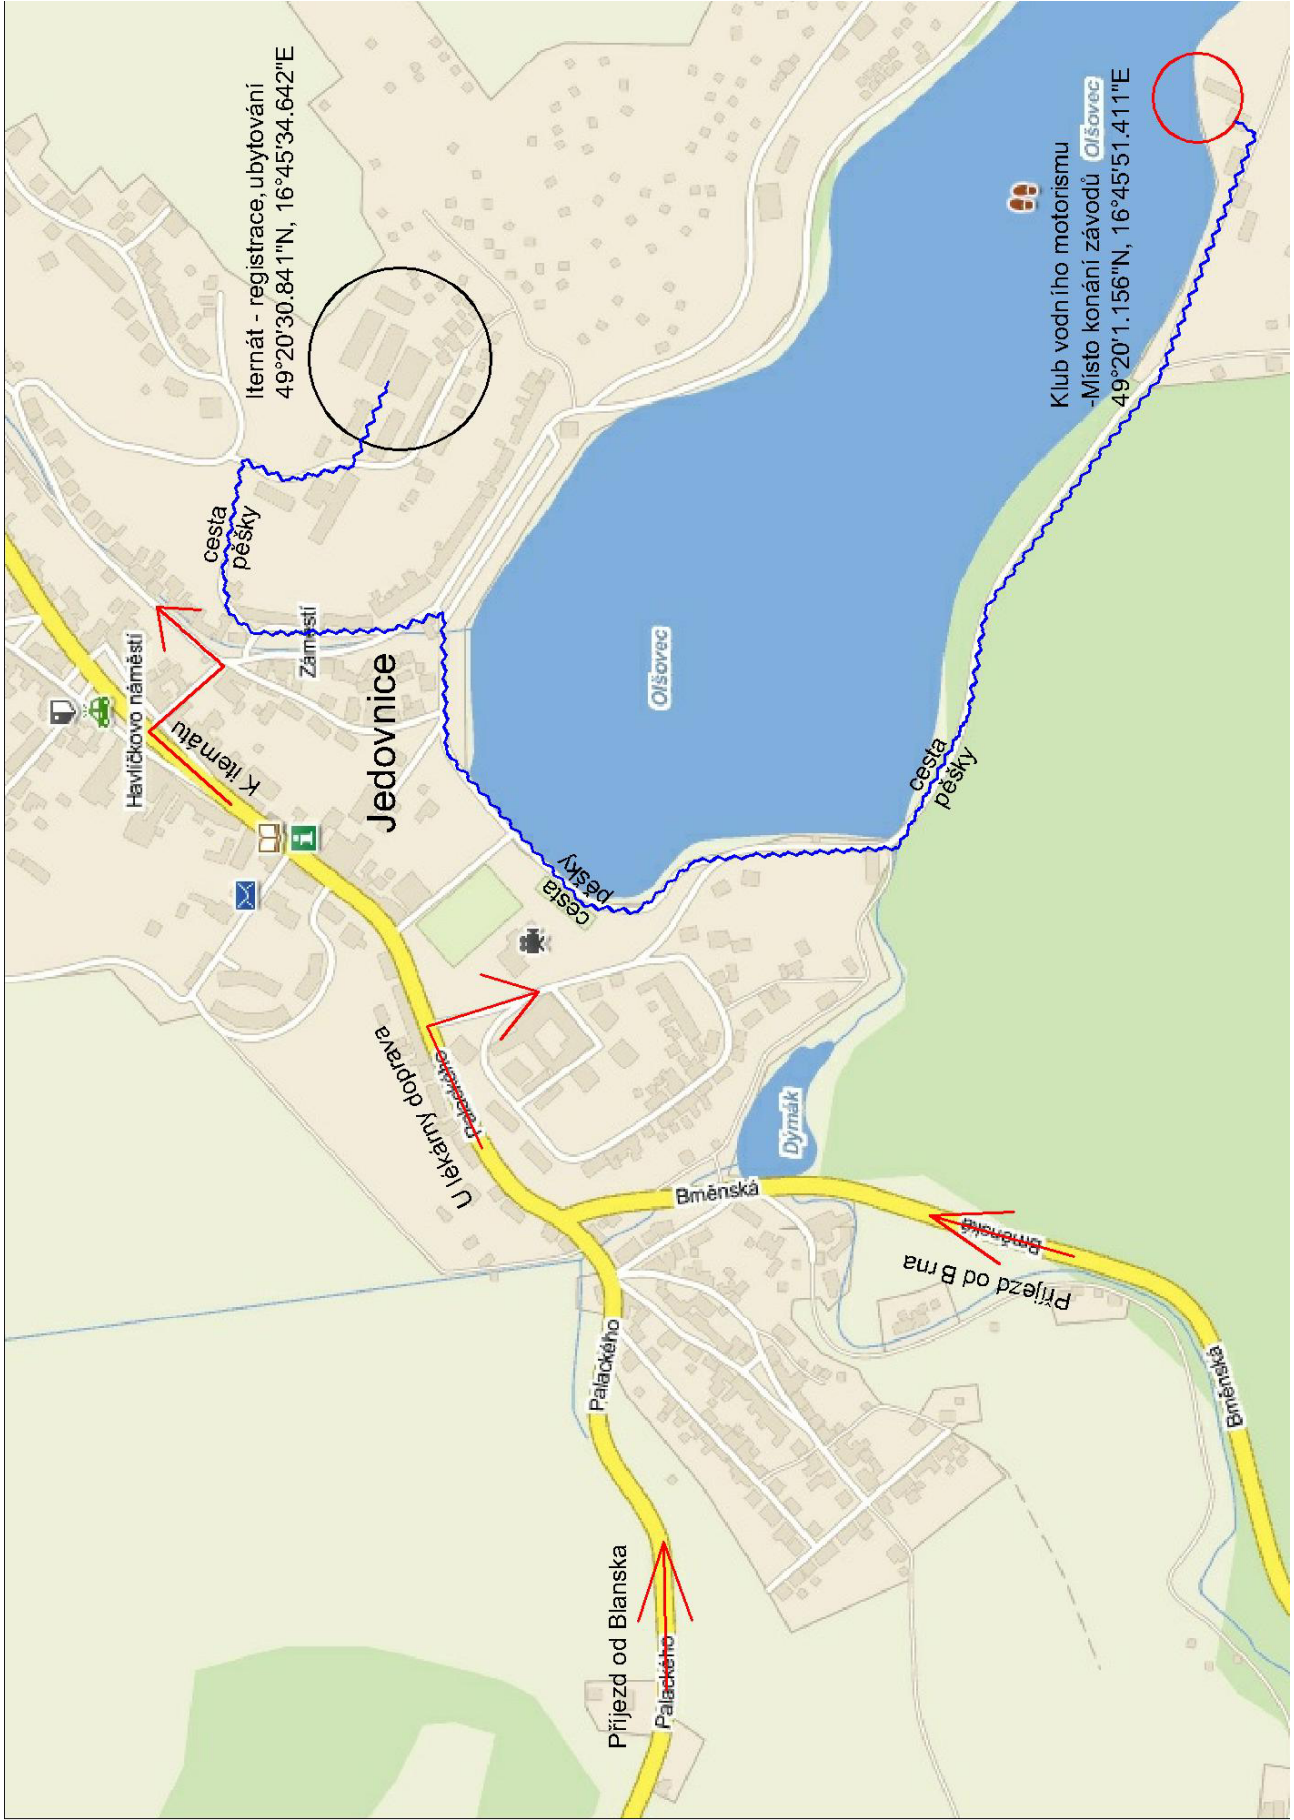 Havlíčkovo náměstí
cesta
pěšky
K iternátu
Iternát - registrace, ubytování
49°20'30.841"N, 16°45'34.642"E
Záměstí
Jedovnice
U lékárny doprava
Palackého
cesta
pěšky
Palackého
Příjezd od Blanska
Olšovec
Palackého
Brněnská
Dýmák
cesta
pěšky
Příjezd od Brna
Brněnská
Klub vodního motorismu
-Místo konání závodů
Olšovec
49°20'1.156"N, 16°45'51.411"E
Brněnská